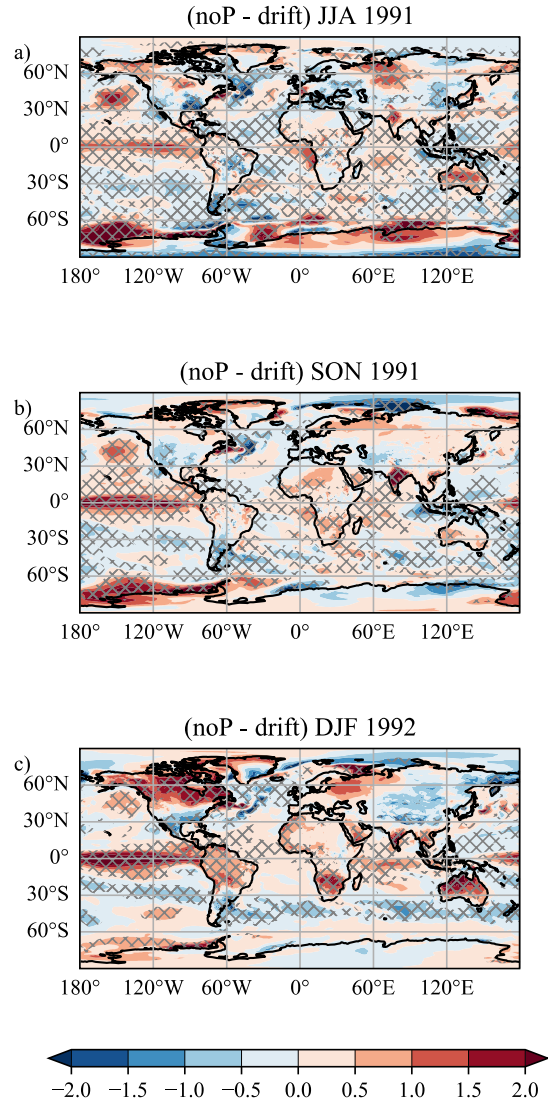 (noP - drift) JJA 1991
a)
60°N
30°N
0°
30°S
60°S
180° 120°W 60°W 0° 60°E 120°E
(noP - drift) SON 1991
b)
60°N
30°N
0°
30°S
60°S
180° 120°W 60°W 0° 60°E 120°E
(noP - drift) DJF 1992
c)
60°N
30°N
0°
30°S
60°S
180° 120°W 60°W 0° 60°E 120°E
−2.0 −1.5 −1.0 −0.5 0.0 0.5 1.0 1.5 2.0